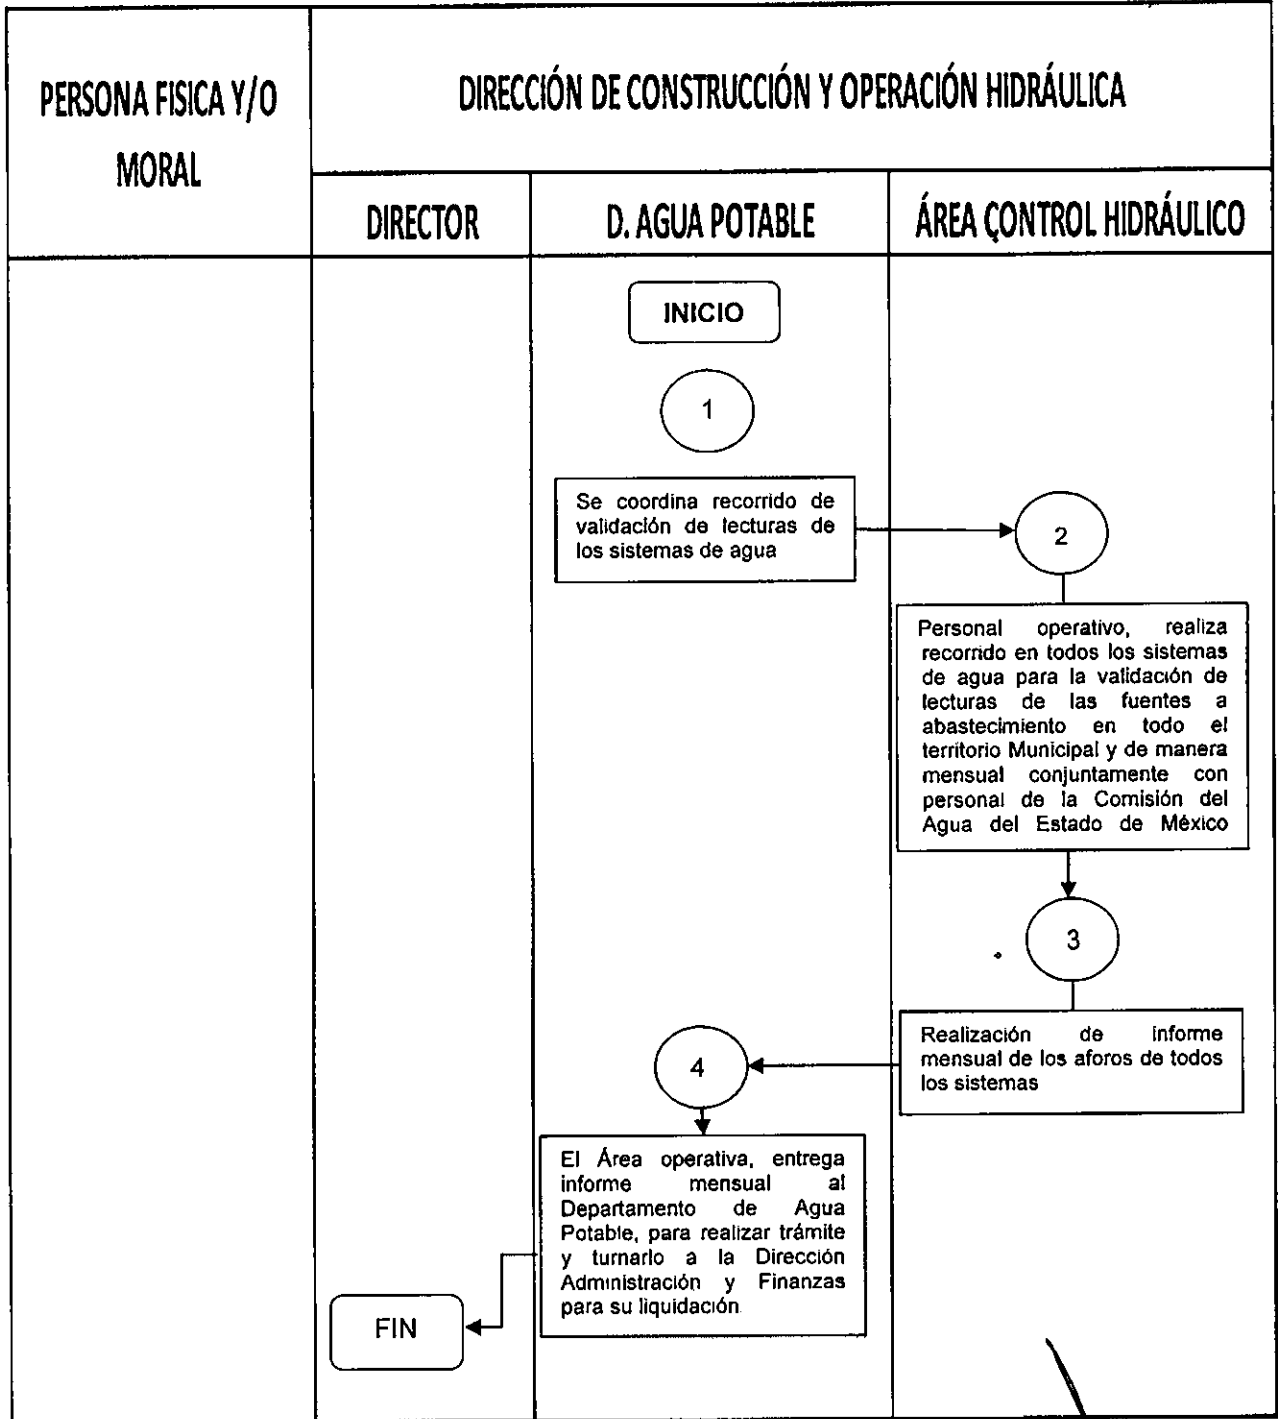 PERSONA FISICA Y/O
MORAL
DIRECCIÓN DE CONSTRUCCIÓN Y OPERACIÓN HIDRÁULICA
DIRECTOR
D. AGUA POTABLE
ÁREA CONTROL HIDRÁULICO
INICIO
1
Se coordina recorrido de
validación de lecturas de
los sistemas de agua
2
Personal operativo, realiza
recorrido en todos los sistemas
de agua para la validación de
lecturas de las fuentes a
abastecimiento en todo el
territorio Municipal y de manera
mensual conjuntamente con
personal de la Comisión del
Agua del Estado de México
3
Realización de informe
mensual de los aforos de todos
los sistemas
4
El Área operativa, entrega
informe mensual al
Departamento de Agua
Potable, para realizar trámite
y turnarlo a la Dirección
Administración y Finanzas
para su liquidación
FIN